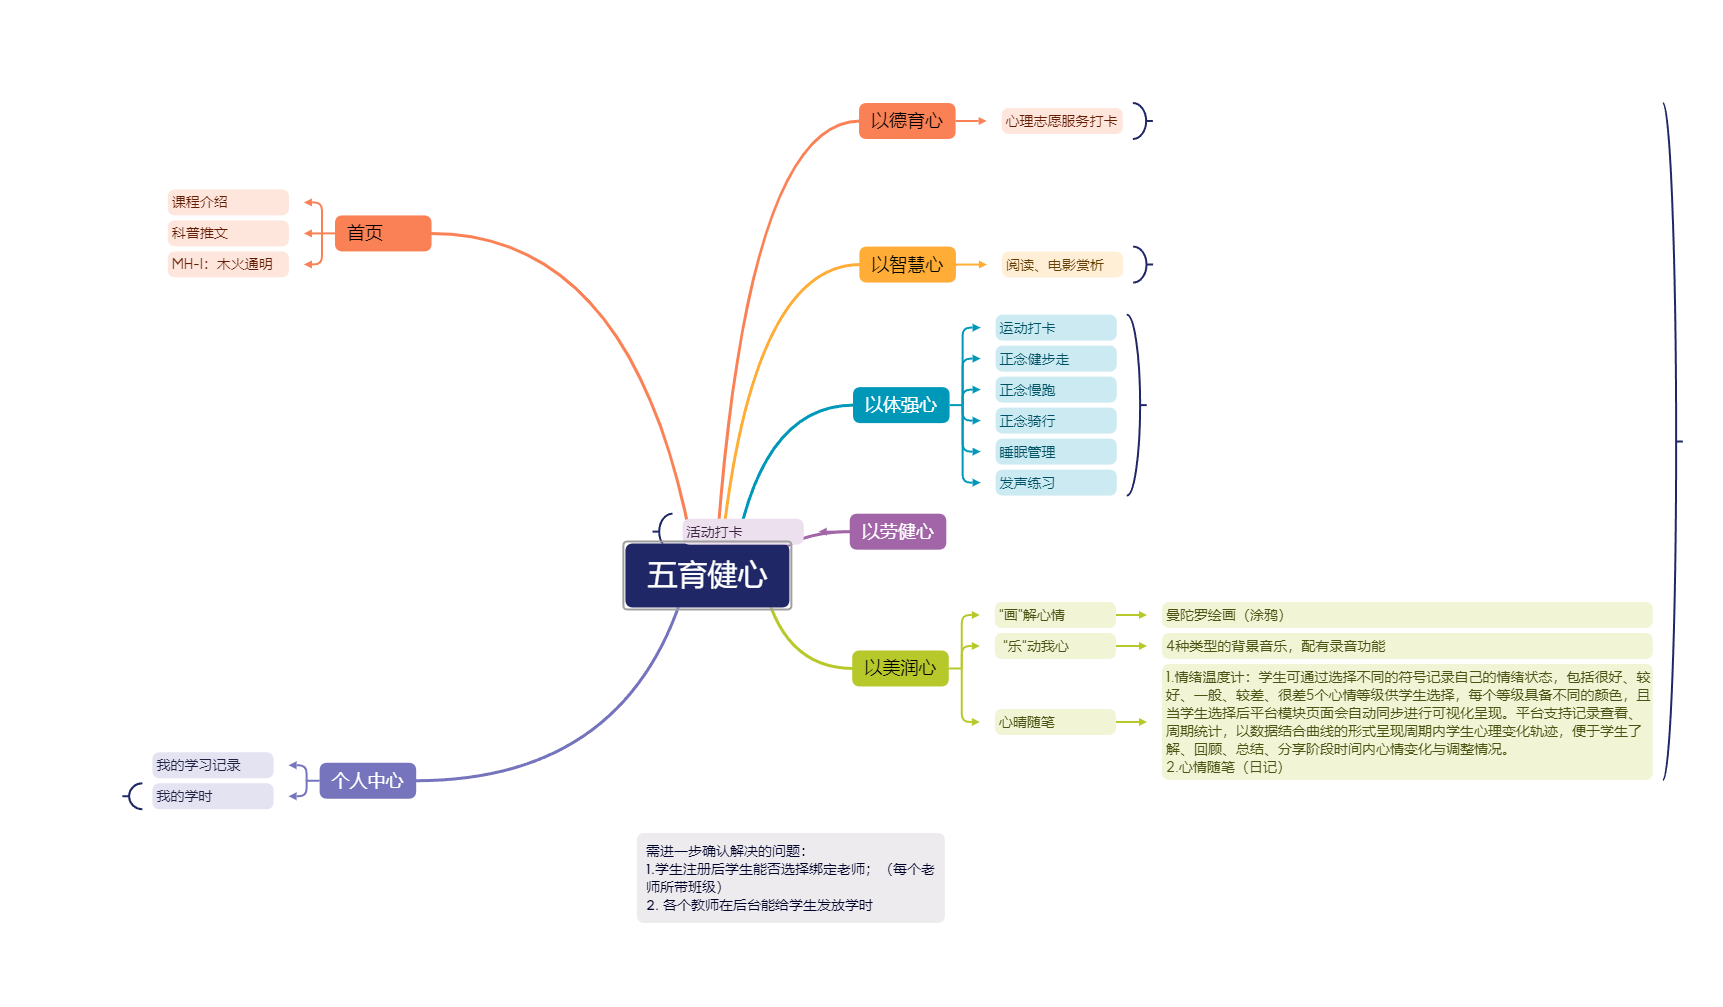 五育健心
首页
课程介绍
科普推文
MH-I：木火通明
以德育心
心理志愿服务打卡
以智慧心
阅读、电影赏析
以体强心
运动打卡
正念健步走
正念慢跑
正念骑行
睡眠管理
发声练习
以劳健心
活动打卡
以美润心
“画”解心情
曼陀罗绘画（涂鸦）
“乐”动我心
4种类型的背景音乐，配有录音功能
心晴随笔
1.情绪温度计：学生可通过选择不同的符号记录自己的情绪状态，包括很好、较
好、一般、较差、很差5个心情等级供学生选择，每个等级具备不同的颜色，且
当学生选择后平台模块页面会自动同步进行可视化呈现。平台支持记录查看、
周期统计，以数据结合曲线的形式呈现周期内学生心理变化轨迹，便于学生了
解、回顾、总结、分享阶段时间内心情变化与调整情况。
2.心情随笔（日记）
个人中心
我的学习记录
我的学时
需进一步确认解决的问题：
1.学生注册后学生能否选择绑定老师；（每个老
师所带班级）
2. 各个教师在后台能给学生发放学时